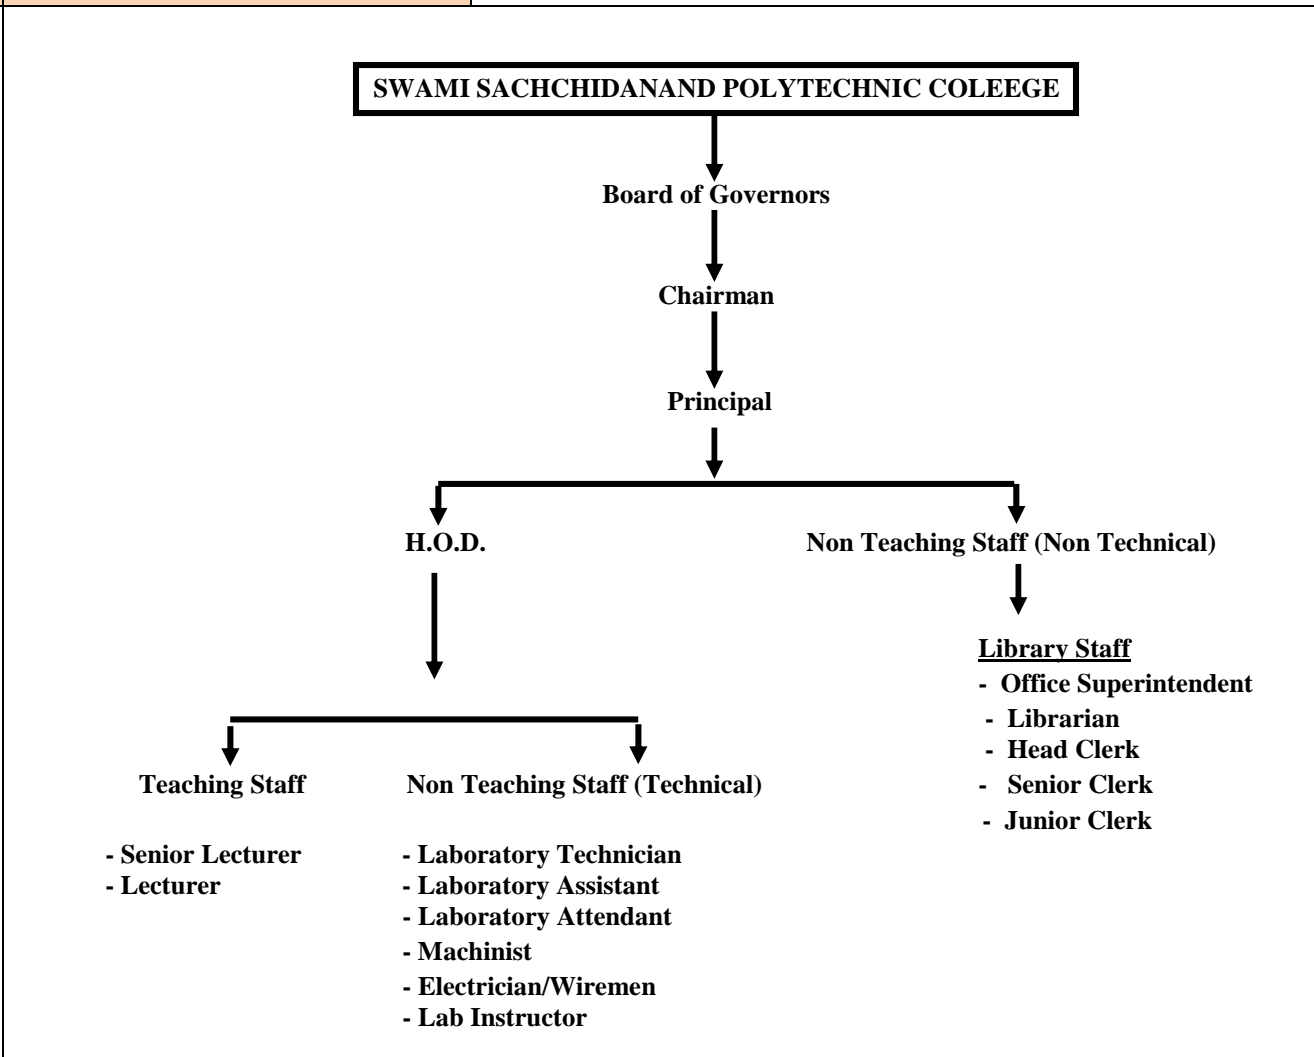 SWAMI SACHCHIDANAND POLYTECHNIC COLEEGE
Board of Governors
Chairman
Principal
H.O.D.
Non Teaching Staff (Non Technical)
Library Staff
- Office Superintendent
- Librarian
- Head Clerk
- Senior Clerk
- Junior Clerk
Teaching Staff
- Senior Lecturer
- Lecturer
Non Teaching Staff (Technical)
- Laboratory Technician
- Laboratory Assistant
- Laboratory Attendant
- Machinist
- Electrician/Wiremen
- Lab Instructor